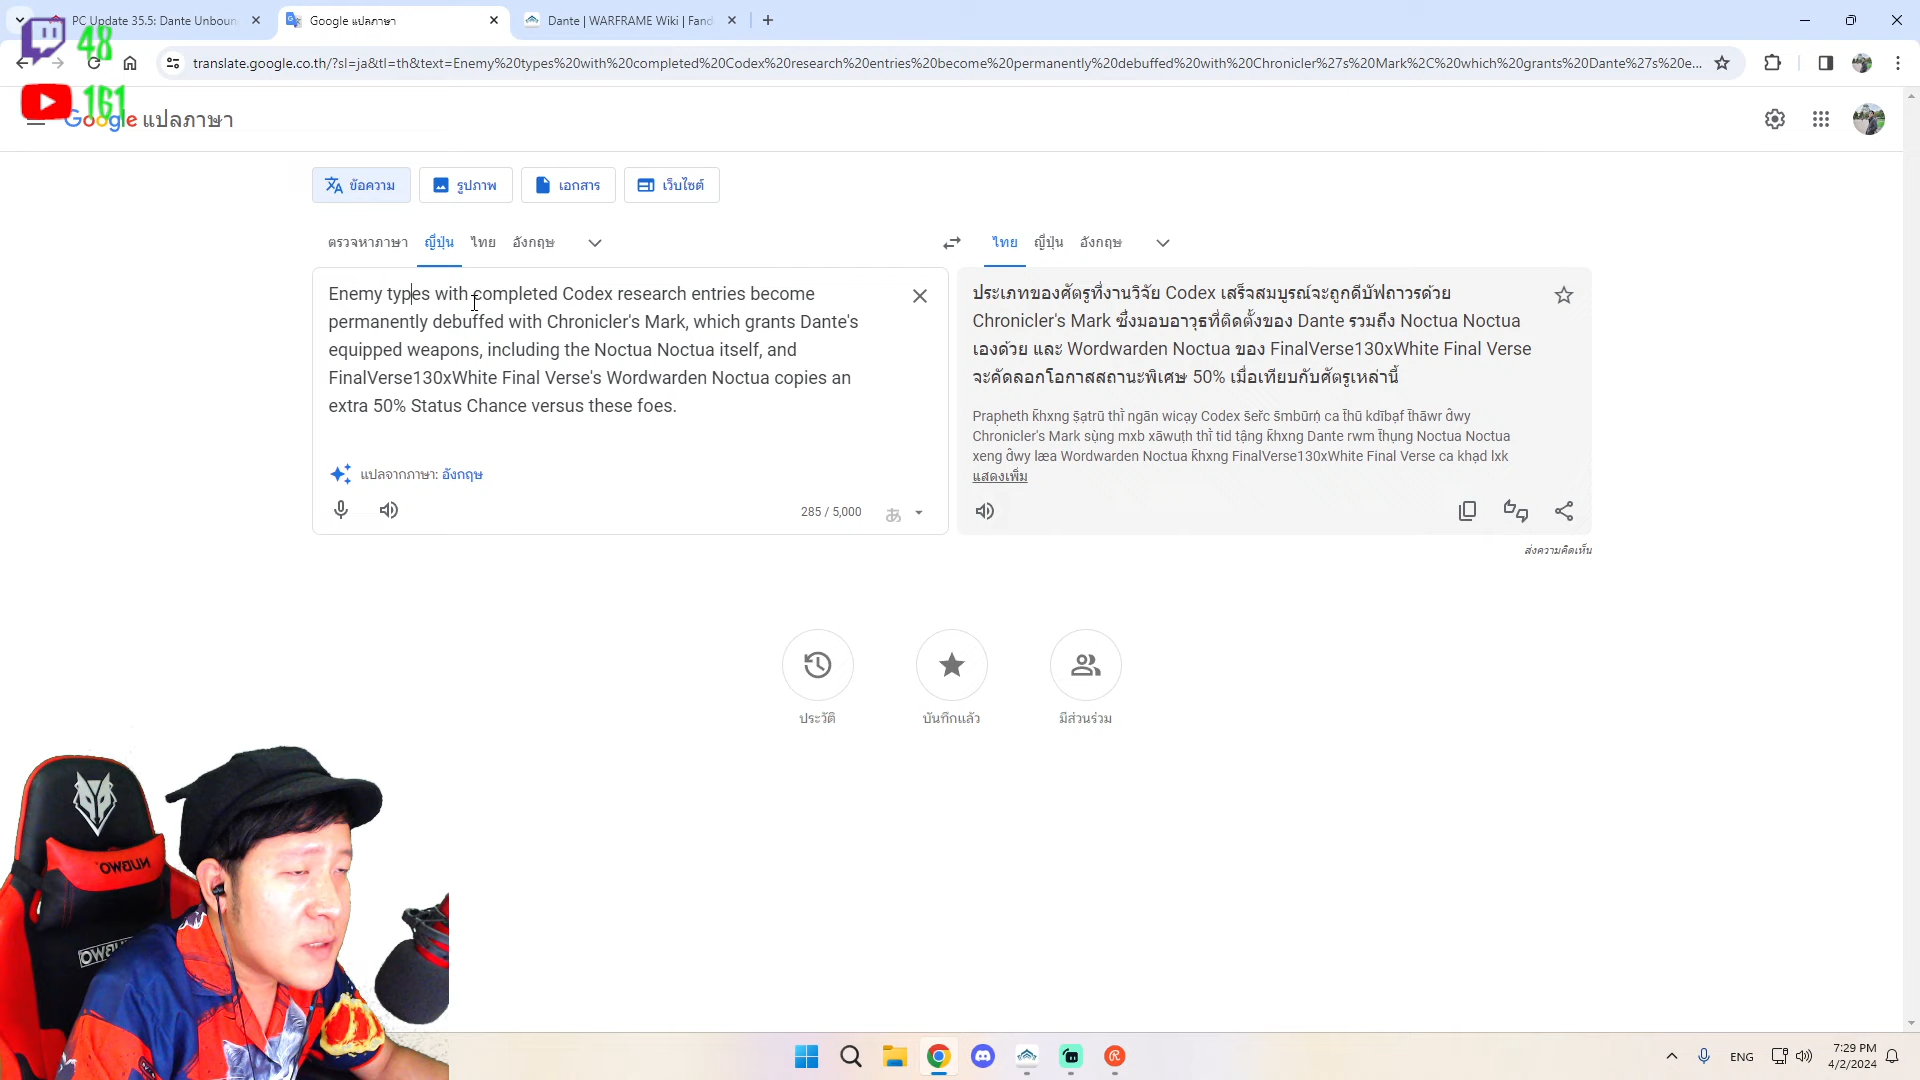 PC Update 35.5: Dante Unboun
Google แปลภาษา
Dante | WARFRAME Wiki | Fand
48
translate.google.co.th/?sl=ja&tl=th&text=Enemy%20types%20with%20completed%20Codex%20research%20entries%20become%20permanently%20debuffed%20with%20Chronicler%27s%20Mark%2C%20which%20grants%20Dante%27s%20e...
161
Google แปลภาษา
ข้อความ
รูปภาพ
เอกสาร
เว็บไซต์
ตรวจหาภาษา ญี่ปุ่น ไทย อังกฤษ
ไทย ญี่ปุ่น อังกฤษ
Enemy types with completed Codex research entries become
permanently debuffed with Chronicler's Mark, which grants Dante's
equipped weapons, including the Noctua Noctua itself, and
FinalVerse130xWhite Final Verse's Wordwarden Noctua copies an
extra 50% Status Chance versus these foes.
แปลจากภาษา: อังกฤษ
285 / 5,000
あ
ประเภทของศัตรูที่งานวิจัย Codex เสร็จสมบูรณ์จะถูกดีบัฟถาวรด้วย
Chronicler's Mark ซึ่งมอบอาวุธที่ติดตั้งของ Dante รวมถึง Noctua Noctua
เองด้วย และ Wordwarden Noctua ของ FinalVerse130xWhite Final Verse
จะคัดลอกโอกาสสถานะพิเศษ 50% เมื่อเทียบกับศัตรูเหล่านี้
Prapheth k̄hxng ṣ̄atrū thī̀ ngān wicạy Codex s̄er̆c s̄mbūrṇ̒ ca t̄hū kdībạf t̄hāwr d̂wy
Chronicler's Mark sụ̀ng mxb xāwuṭh thī̀ tid tậng k̄hxng Dante rwm t̄hụng Noctua Noctua
xeng d̂wy læa Wordwarden Noctua k̄hxng FinalVerse130xWhite Final Verse ca khạd lxk
แสดงเพิ่ม
ส่งความคิดเห็น
ประวัติ
บันทึกแล้ว
มีส่วนร่วม
NUBWO
NUBWO
ENG
7:29 PM
4/2/2024